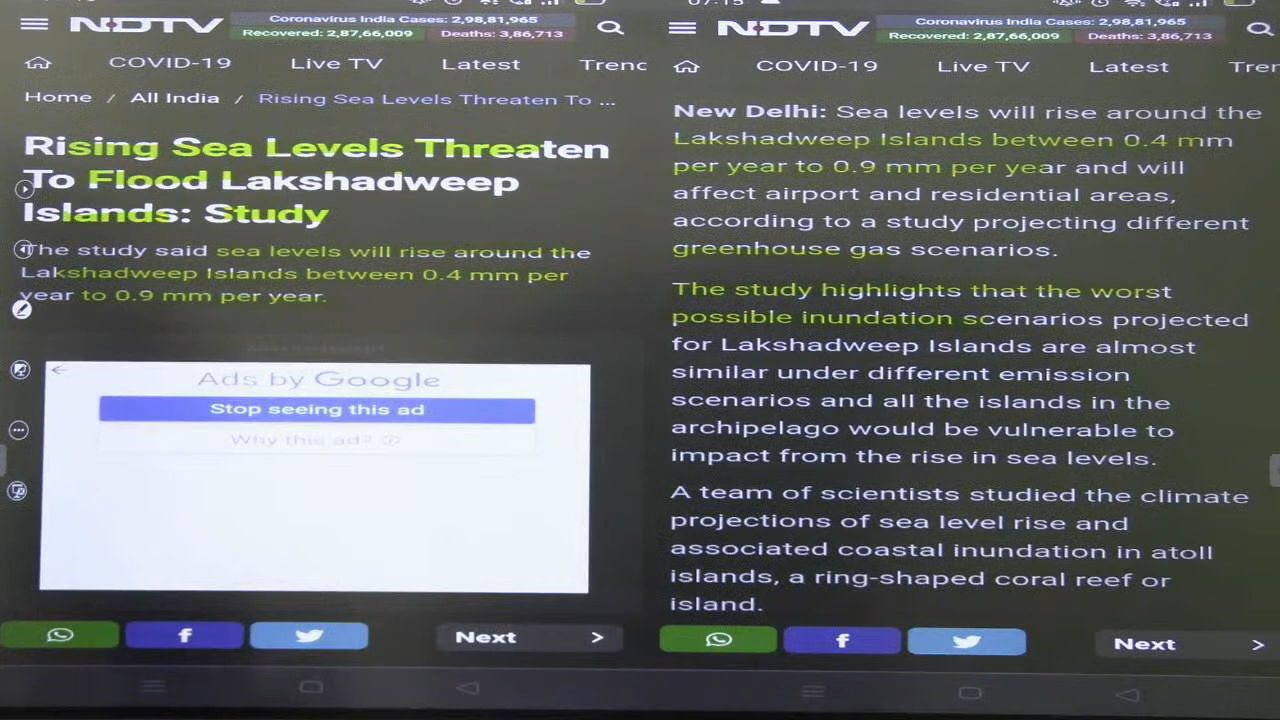 NDTV
Coronavirus India Cases: 2,98,81,965
Recovered: 2,87,66,009 Deaths: 3,86,713
COVID-19 Live TV Latest Trenc
Home / All India / Rising Sea Levels Threaten To ...
Rising Sea Levels Threaten
To Flood Lakshadweep
Islands: Study
The study said sea levels will rise around the
Lakshadweep Islands between 0.4 mm per
year to 0.9 mm per year.
Ads by Google
Stop seeing this ad
Why this ad?
Next >
07:15
NDTV
Coronavirus India Cases: 2,98,81,965
Recovered: 2,87,66,009 Deaths: 3,86,713
COVID-19 Live TV Latest Tren
New Delhi: Sea levels will rise around the
Lakshadweep Islands between 0.4 mm
per year to 0.9 mm per year and will
affect airport and residential areas,
according to a study projecting different
greenhouse gas scenarios.
The study highlights that the worst
possible inundation scenarios projected
for Lakshadweep Islands are almost
similar under different emission
scenarios and all the islands in the
archipelago would be vulnerable to
impact from the rise in sea levels.
A team of scientists studied the climate
projections of sea level rise and
associated coastal inundation in atoll
islands, a ring-shaped coral reef or
island.
Next >